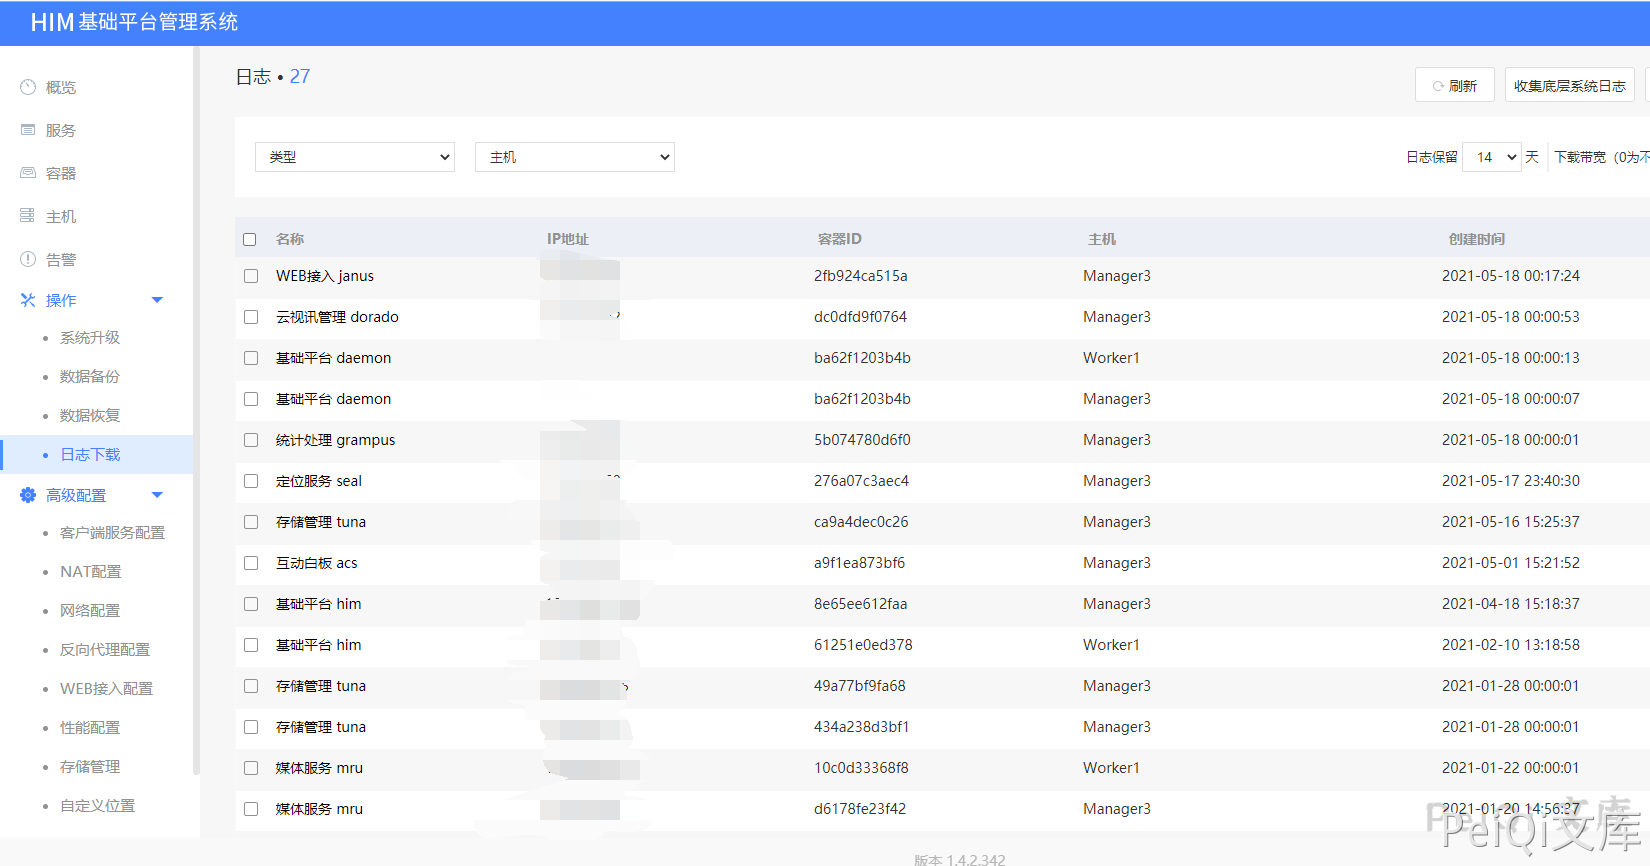 HIM 基础平台管理系统
概览
服务
容器
主机
告警
操作
系统升级
数据备份
数据恢复
日志下载
高级配置
客户端服务配置
NAT配置
网络配置
反向代理配置
WEB接入配置
性能配置
存储管理
自定义位置
日志 • 27
刷新 收集底层系统日志
类型 主机 日志保留 14 天 下载带宽 (0为不
名称 IP地址 容器ID 主机 创建时间
WEB接入 janus 2fb924ca515a Manager3 2021-05-18 00:17:24
云视讯管理 dorado dc0dfd9f0764 Manager3 2021-05-18 00:00:53
基础平台 daemon ba62f1203b4b Worker1 2021-05-18 00:00:13
基础平台 daemon ba62f1203b4b Manager3 2021-05-18 00:00:07
统计处理 grampus 5b074780d6f0 Manager3 2021-05-18 00:00:01
定位服务 seal 276a07c3aec4 Manager3 2021-05-17 23:40:30
存储管理 tuna ca9a4dec0c26 Manager3 2021-05-16 15:25:37
互动白板 acs a9f1ea873bf6 Manager3 2021-05-01 15:21:52
基础平台 him 8e65ee612faa Manager3 2021-04-18 15:18:37
基础平台 him 61251e0ed378 Worker1 2021-02-10 13:18:58
存储管理 tuna 49a77bf9fa68 Manager3 2021-01-28 00:00:01
存储管理 tuna 434a238d3bf1 Manager3 2021-01-28 00:00:01
媒体服务 mru 10c0d33368f8 Worker1 2021-01-22 00:00:01
媒体服务 mru d6178fe23f42 Manager3 2021-01-20 14:56:37
PeiQi文库
版本 1.4.2.342